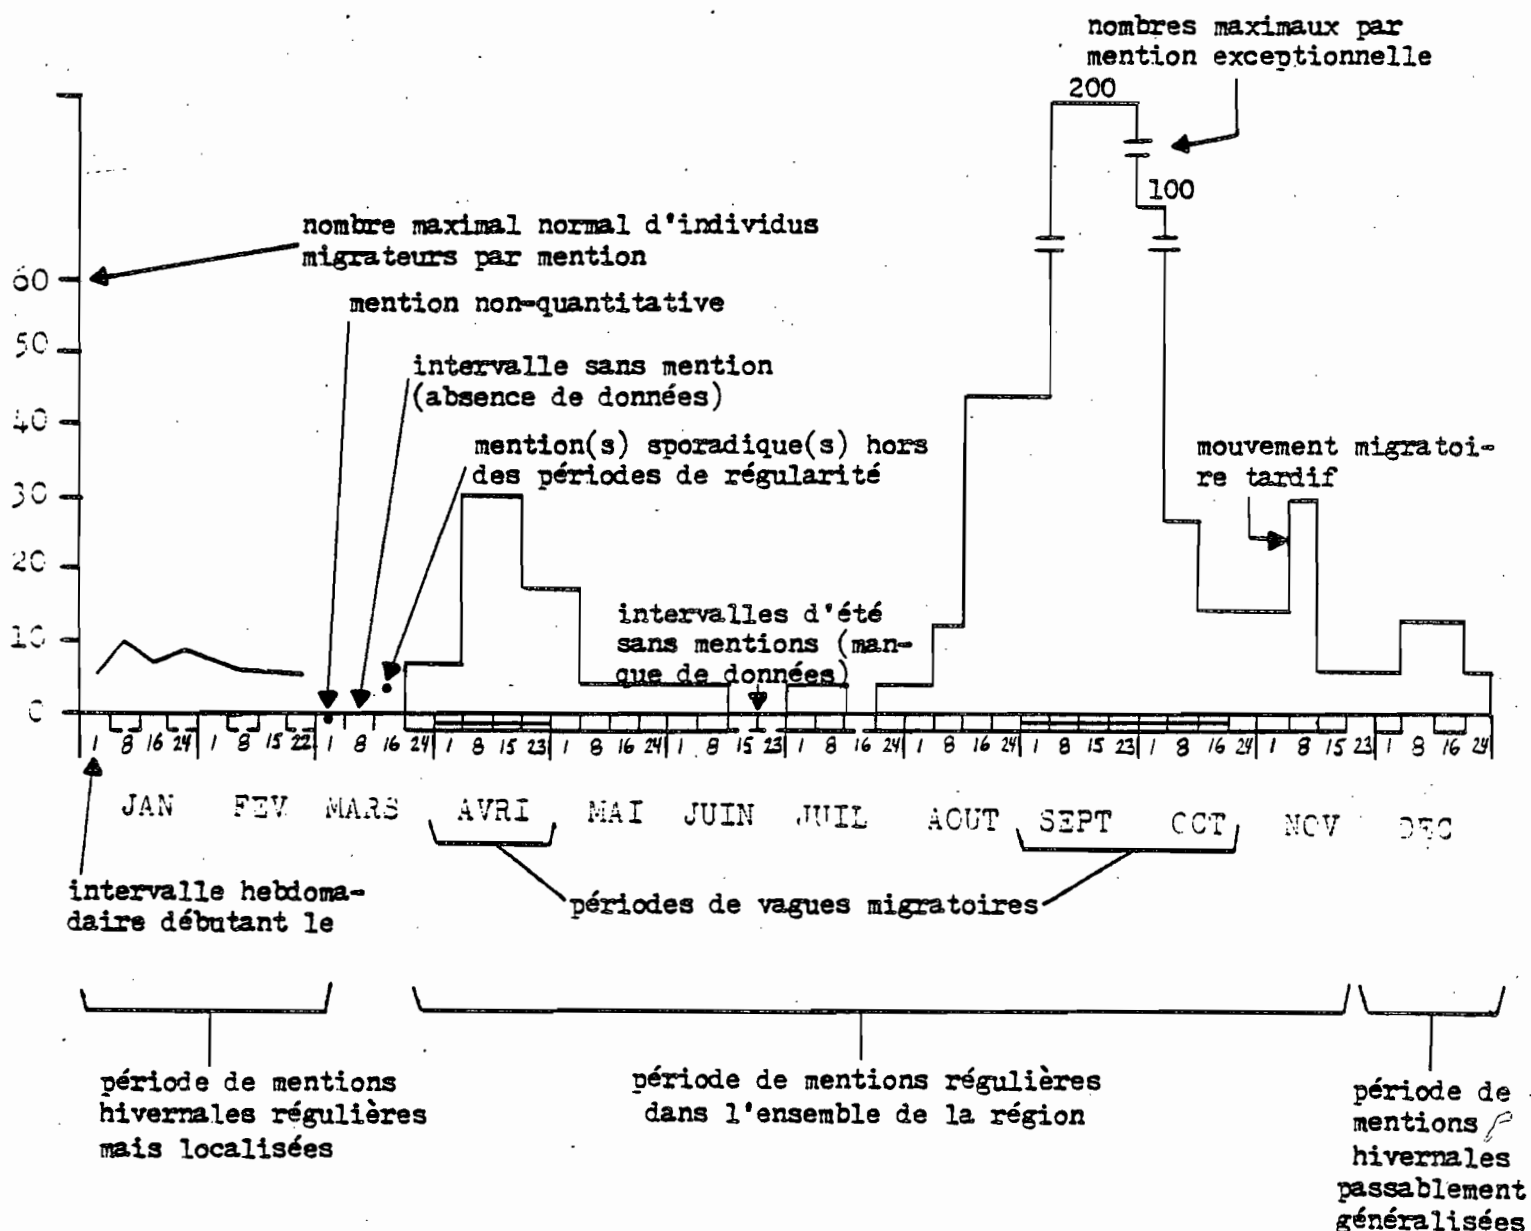 nombres maximaux par
mention exceptionnelle
200
100
nombre maximal normal d'individus
migrateurs par mention
60
mention non-quantitative
50
intervalle sans mention
(absence de données)
40
mention(s) sporadique(s) hors
des périodes de régularité
mouvement migratoi-
re tardif
30
20
intervalles d'été
sans mentions (man-
que de données)
10
0
1 8 16 24 1 8 15 22 1 8 16 24 1 8 15 23 1 8 16 24 1 8 15 23 1 8 16 24 1 8 16 24 1 8 15 23 1 8 16 24 1 8 15 23 1 8 16 24
JAN FEV MARS AVRI MAI JUIN JUIL AOUT SEPT OCT NOV DEC
intervalle hebdoma-
daire débutant le
périodes de vagues migratoires
période de mentions
hivernales régulières
mais localisées
période de mentions régulières
dans l'ensemble de la région
période de
mentions
hivernales
passablement
généralisées